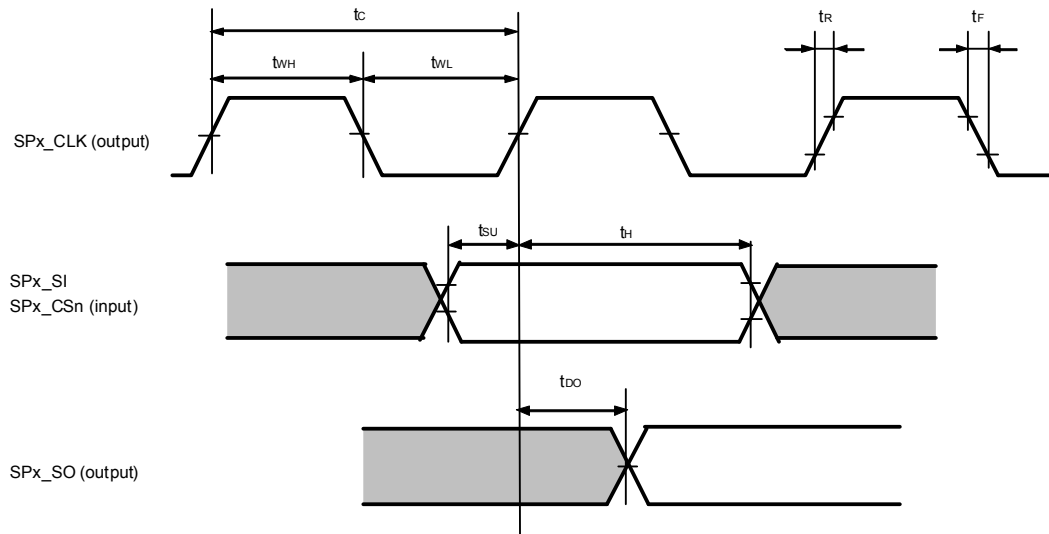 tC
tR
tF
tWH
tWL
SPx_CLK (output)
tSU
tH
SPx_SI
SPx_CSn (input)
tDO
SPx_SO (output)